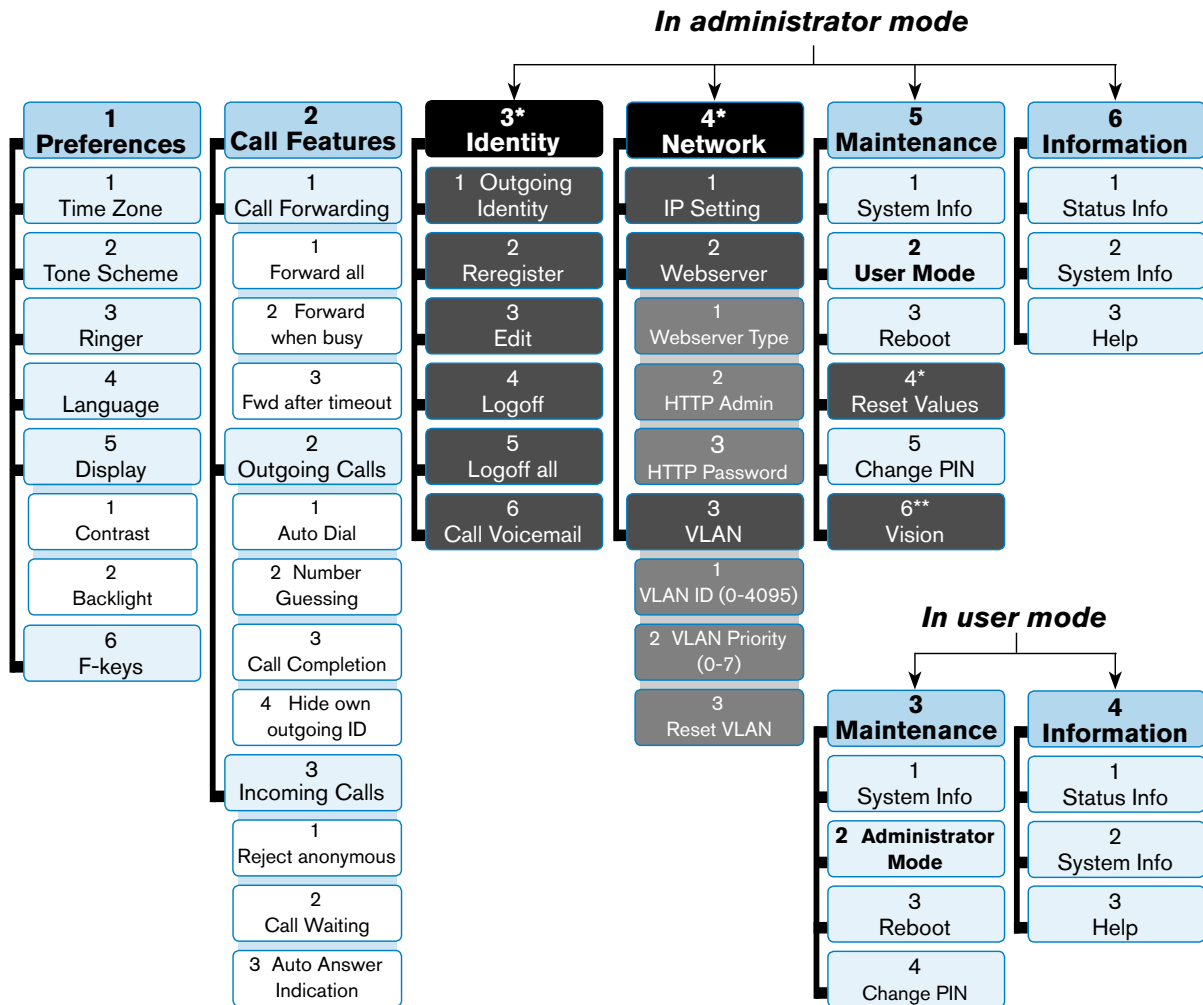 In administrator mode
1
Preferences
1
Time Zone
2
Tone Scheme
3
Ringer
4
Language
5
Display
1
Contrast
2
Backlight
6
F-keys
2
Call Features
1
Call Forwarding
1
Forward all
2 Forward
when busy
3
Fwd after timeout
2
Outgoing Calls
1
Auto Dial
2 Number
Guessing
3
Call Completion
4 Hide own
outgoing ID
3
Incoming Calls
1
Reject anonymous
2
Call Waiting
3 Auto Answer
Indication
3*
Identity
1 Outgoing
Identity
2
Reregister
3
Edit
4
Logoff
5
Logoff all
6
Call Voicemail
4*
Network
1
IP Setting
2
Webserver
1
Webserver Type
2
HTTP Admin
3
HTTP Password
3
VLAN
1
VLAN ID (0-4095)
2 VLAN Priority
(0-7)
3
Reset VLAN
5
Maintenance
1
System Info
2
User Mode
3
Reboot
4*
Reset Values
5
Change PIN
6**
Vision
6
Information
1
Status Info
2
System Info
3
Help
In user mode
3
Maintenance
1
System Info
2 Administrator
Mode
3
Reboot
4
Change PIN
4
Information
1
Status Info
2
System Info
3
Help